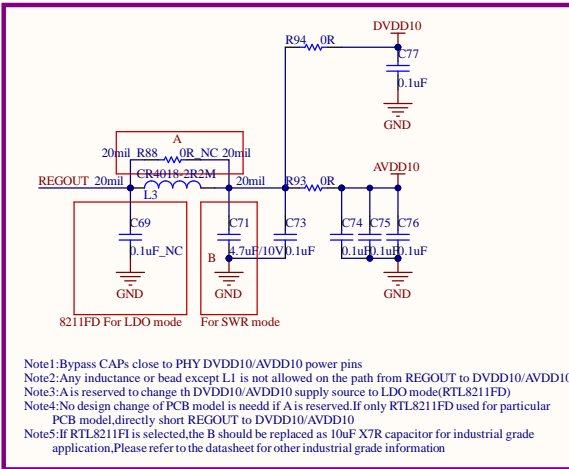 DVDD10
R94 0R
C77
0.1uF
GND
A
20mil R88 0R_NC 20mil
CR4018-2R2M
AVDD10
REGOUT 20mil 20mil R93 0R
L3
C69 C71 C73 C74 C75 C76
0.1uF_NC 4.7uF/10V 0.1uF 0.1uF 0.1uF 0.1uF
B
GND GND GND
8211FD For LDO mode For SWR mode
Note1:Bypass CAPs close to PHY DVDD10/AVDD10 power pins
Note2:Any inductance or bead except L1 is not allowed on the path from REGOUT to DVDD10/AVDD10
Note3:A is reserved to change th DVDD10/AVDD10 supply source to LDO mode(RTL8211FD)
Note4:No design change of PCB model is needd if A is reserved.If only RTL8211FD used for particular
PCB model,directly short REGOUT to DVDD10/AVDD10
Note5:If RTL8211FI is selected,the B should be replaced as 10uF X7R capacitor for industrial grade
application,Please refer to the datasheet for other industrial grade information